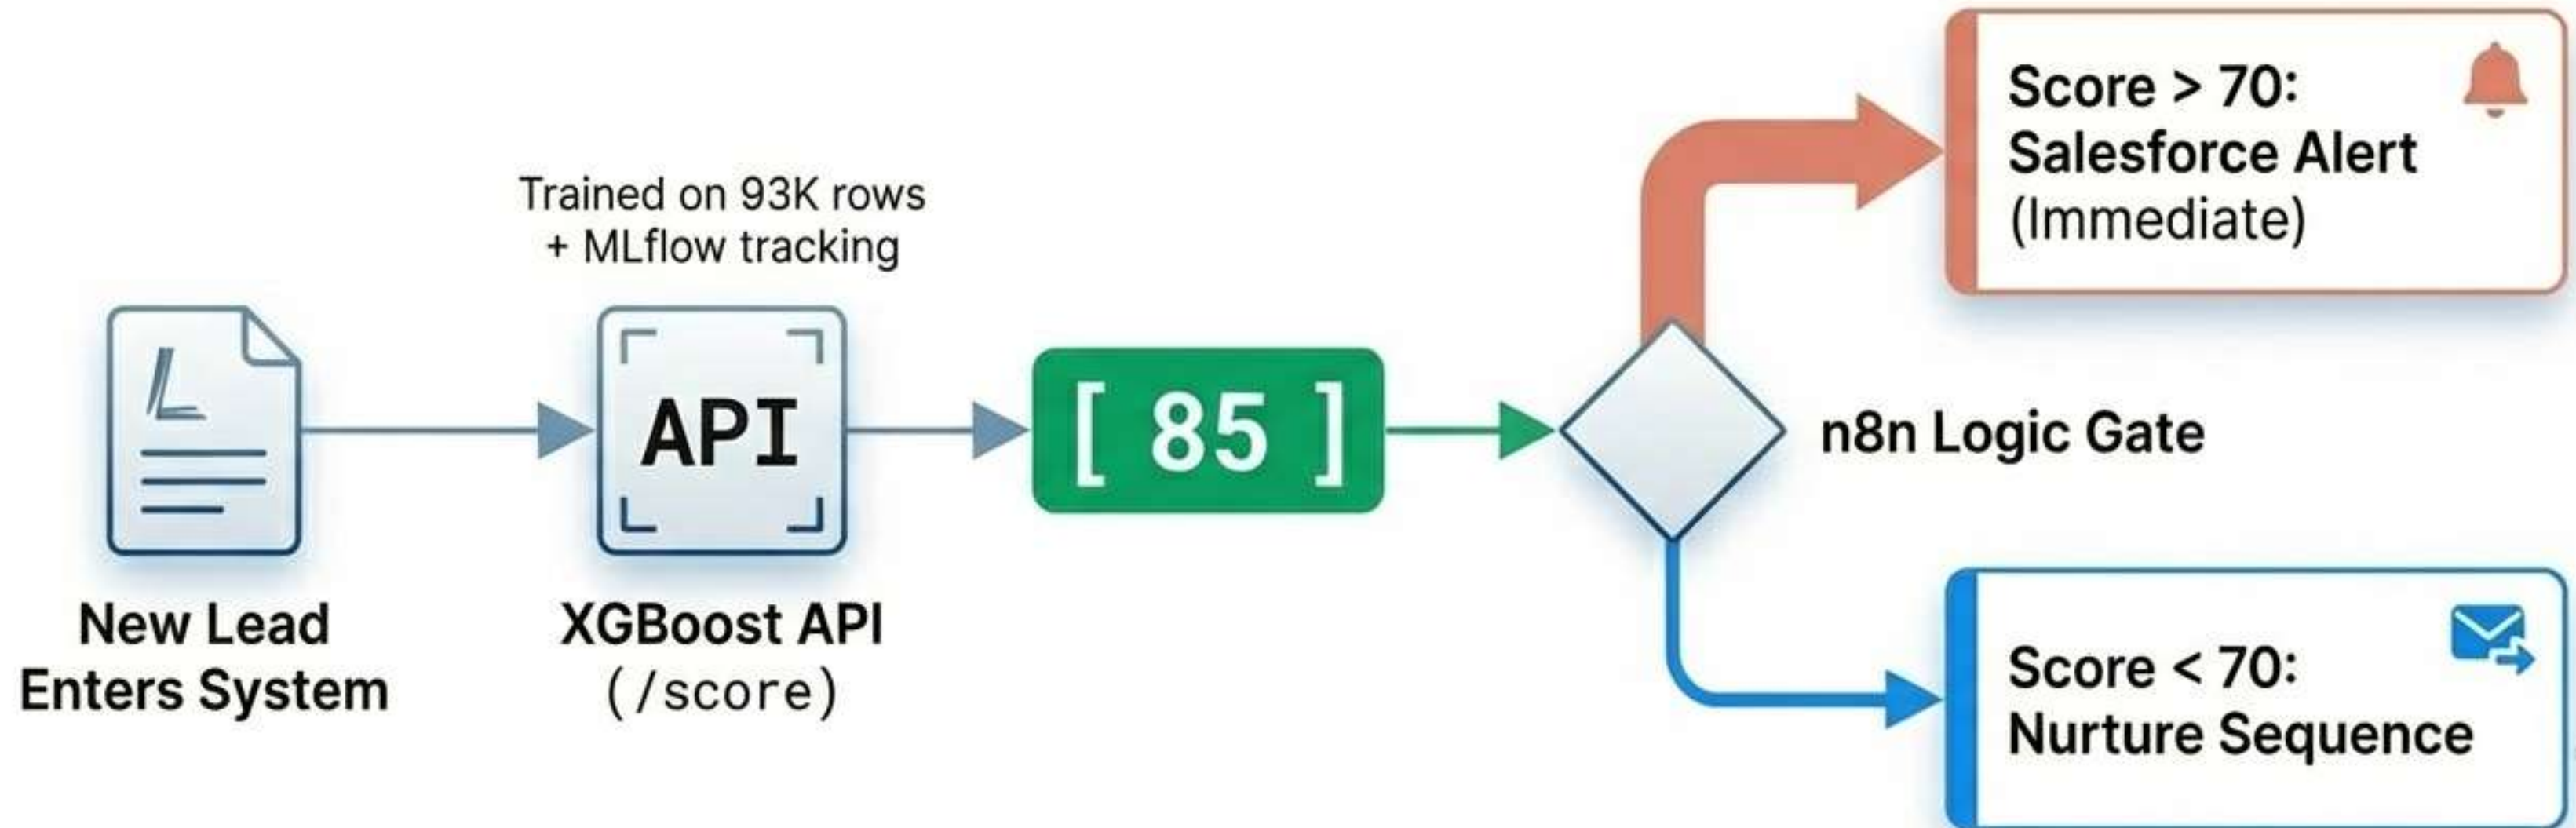 Trained on 93K rows
+ MLflow tracking
L
API
New Lead
Enters System
XGBoost API
(/score)
[ 85 ]
n8n Logic Gate
Score > 70:
Salesforce Alert
(Immediate)
Score < 70:
Nurture Sequence